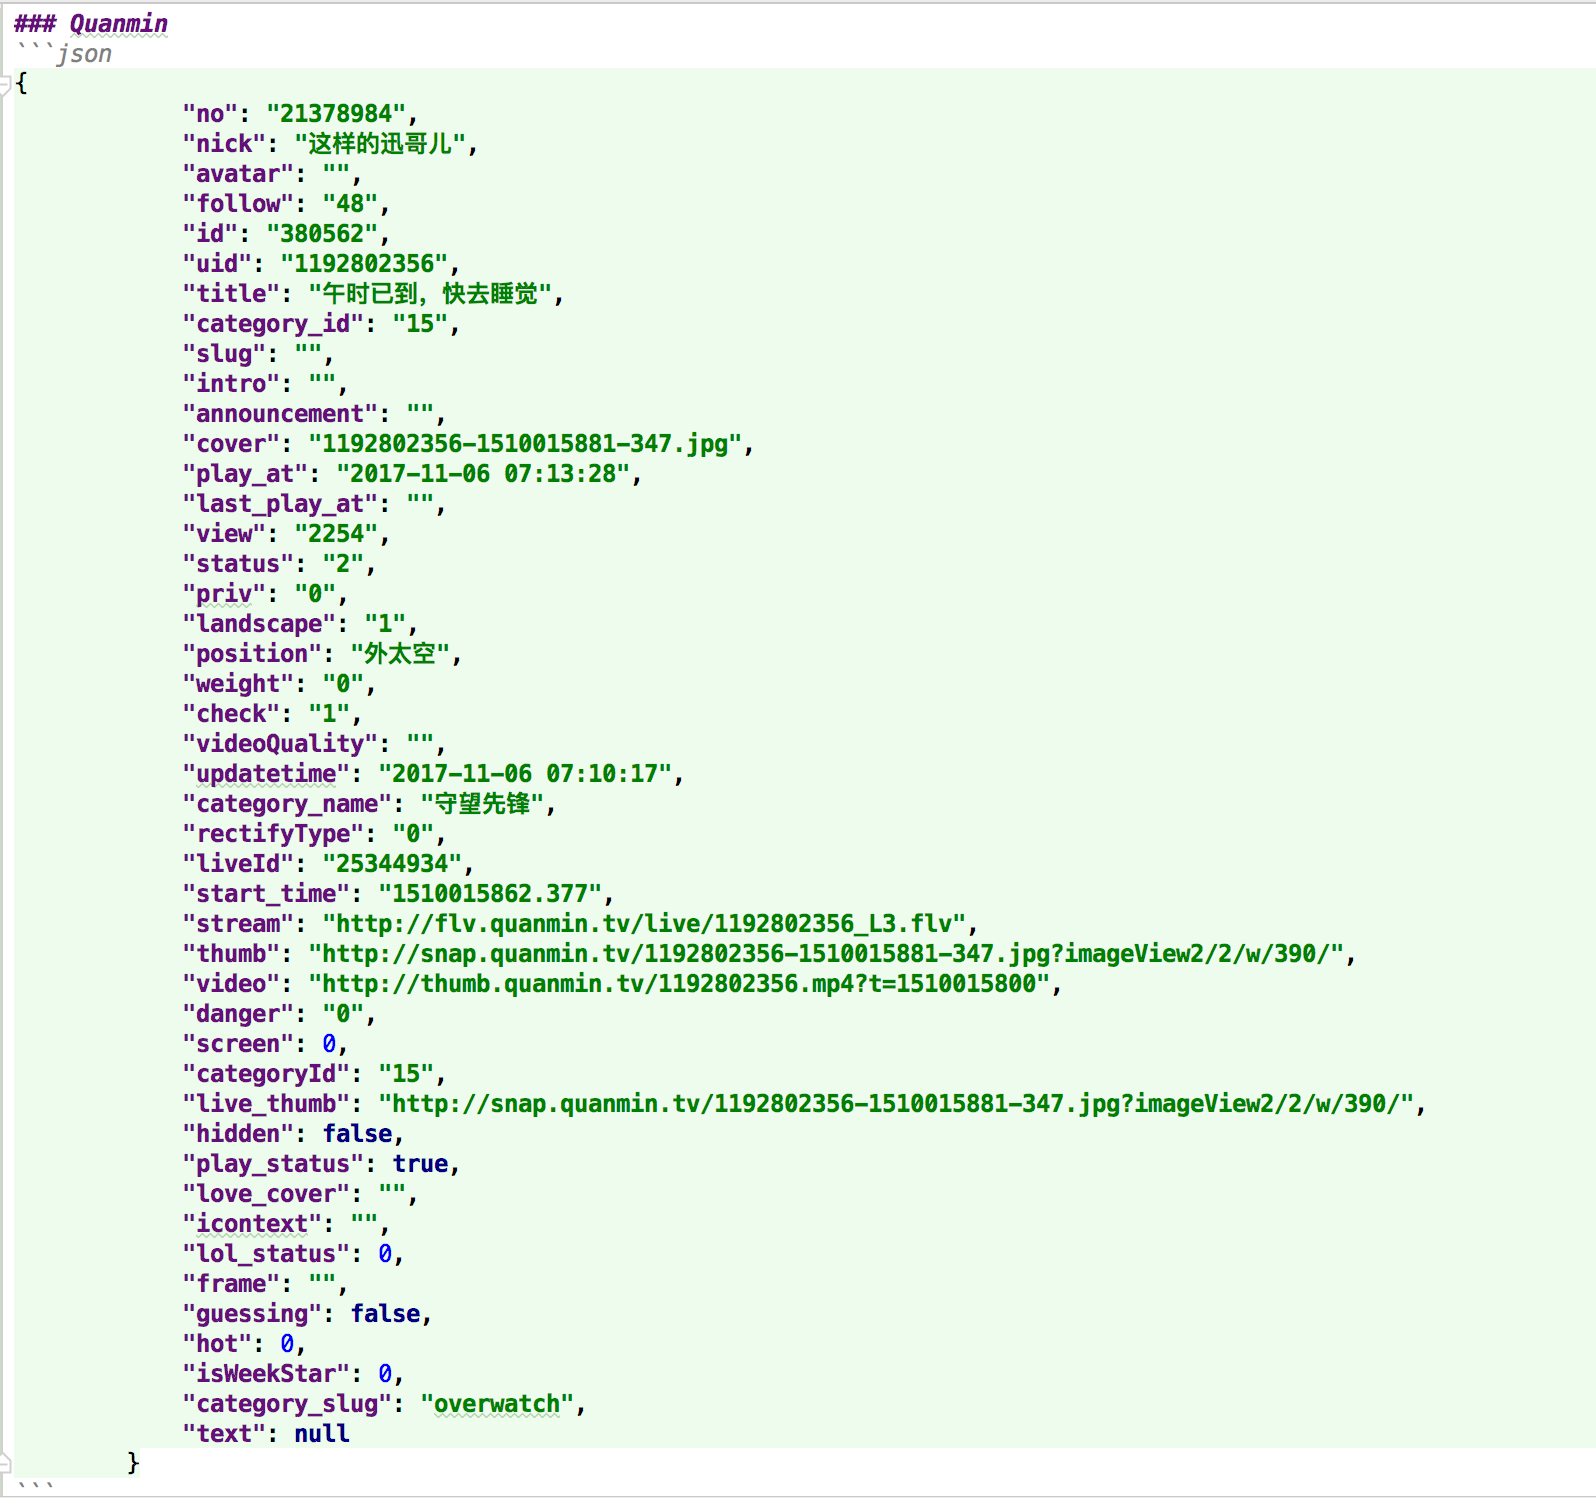 ### Quanmin
```json
{
"no": "21378984",
"nick": "这样的迅哥儿",
"avatar": "",
"follow": "48",
"id": "380562",
"uid": "1192802356",
"title": "午时已到，快去睡觉",
"category_id": "15",
"slug": "",
"intro": "",
"announcement": "",
"cover": "1192802356-1510015881-347.jpg",
"play_at": "2017-11-06 07:13:28",
"last_play_at": "",
"view": "2254",
"status": "2",
"priv": "0",
"landscape": "1",
"position": "外太空",
"weight": "0",
"check": "1",
"videoQuality": "",
"updatetime": "2017-11-06 07:10:17",
"category_name": "守望先锋",
"rectifyType": "0",
"liveId": "25344934",
"start_time": "1510015862.377",
"stream": "http://flv.quanmin.tv/live/1192802356_L3.flv",
"thumb": "http://snap.quanmin.tv/1192802356-1510015881-347.jpg?imageView2/2/w/390/",
"video": "http://thumb.quanmin.tv/1192802356.mp4?t=1510015800",
"danger": "0",
"screen": 0,
"categoryId": "15",
"live_thumb": "http://snap.quanmin.tv/1192802356-1510015881-347.jpg?imageView2/2/w/390/",
"hidden": false,
"play_status": true,
"love_cover": "",
"icontext": "",
"lol_status": 0,
"frame": "",
"guessing": false,
"hot": 0,
"isWeekStar": 0,
"category_slug": "overwatch",
"text": null
}
```